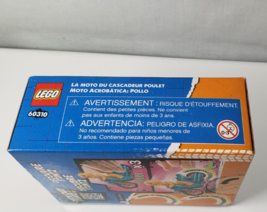 LEGO
60310
LA MOTO DU CASCADEUR POULET
MOTO ACROBÁTICA: POLLO
AVERTISSEMENT : RISQUE D'ÉTOUFFEMENT.
Contient des petites pièces. Ne convient
pas aux enfants de moins de 3 ans.
ADVERTENCIA: PELIGRO DE ASFIXIA.
No recomendado para niños menores de
3 años. Contiene piezas pequeñas.